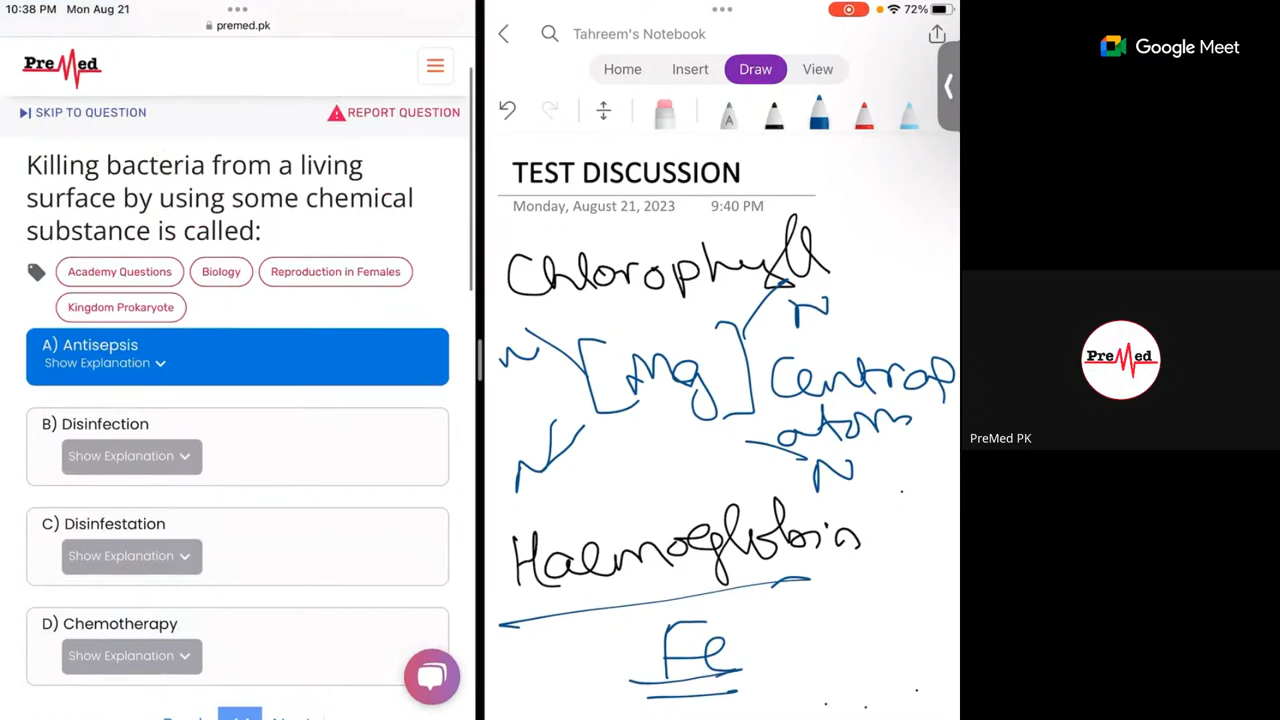 10:38 PM Mon Aug 21
premed.pk
PreMed
SKIP TO QUESTION
REPORT QUESTION
Killing bacteria from a living
surface by using some chemical
substance is called:
Academy Questions
Biology
Reproduction in Females
Kingdom Prokaryote
A) Antisepsis
Show Explanation
B) Disinfection
Show Explanation
C) Disinfestation
Show Explanation
D) Chemotherapy
Show Explanation
72%
Tahreem's Notebook
Home
Insert
Draw
View
A
TEST DISCUSSION
Monday, August 21, 2023
9:40 PM
Chlorophyll
N
N
[Mg]
Central
atom
N
N
Haemoglobin
Fe
Google Meet
PreMed
PreMed PK